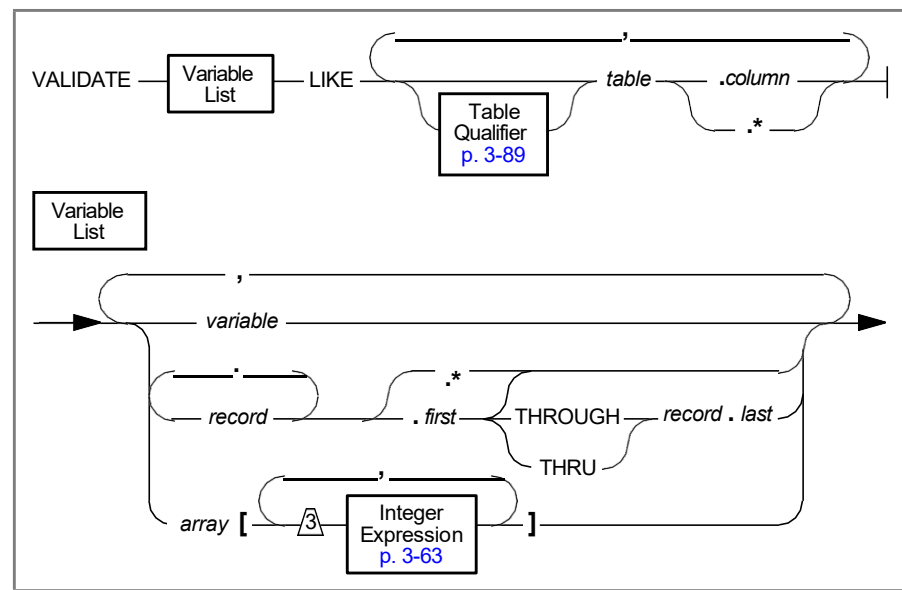 ,
VALIDATE Variable List LIKE table .column
Table
Qualifier
p. 3-89
.*
Variable
List
,
variable
. .*
record . first THROUGH record . last
THRU
,
array [ 3 Integer Expression p. 3-63 ]